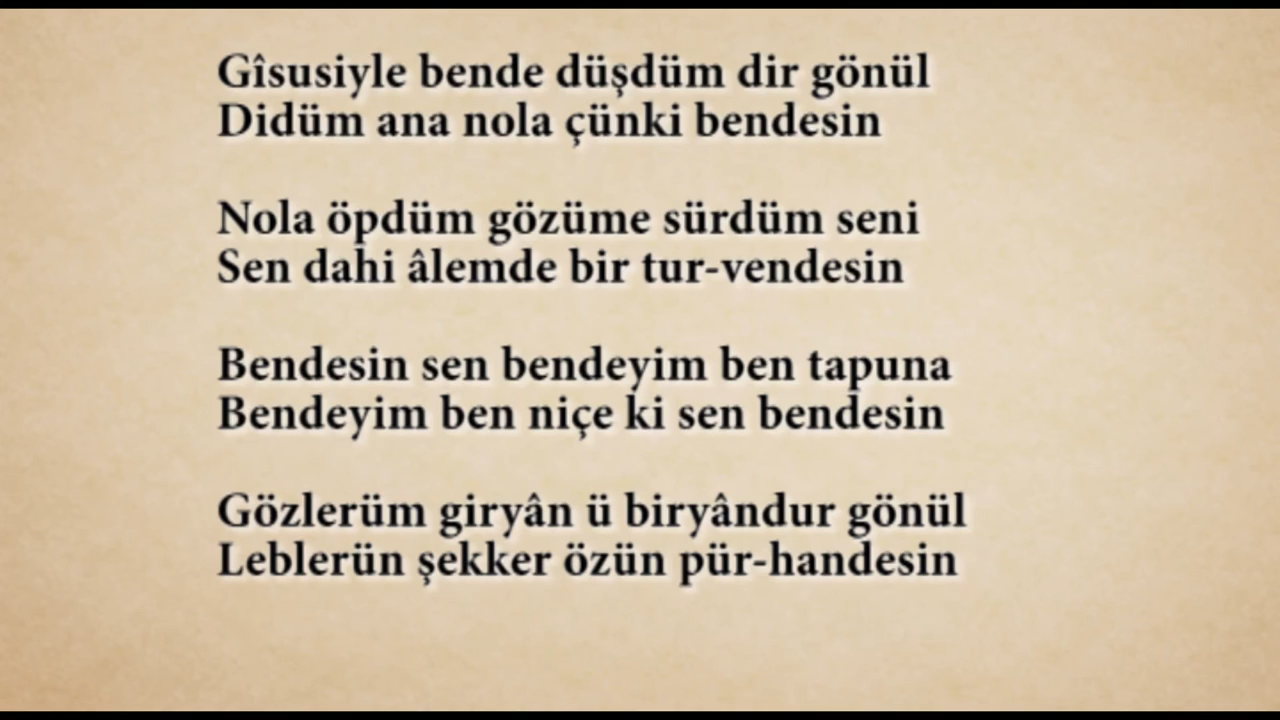 Gîsusiyle bende düşdüm dir gönül
Didüm ana nola çünki bendesin
Nola öpdüm gözüme sürdüm seni
Sen dahi âlemde bir tur-vendesin
Bendesin sen bendeyim ben tapuna
Bendeyim ben niçe ki sen bendesin
Gözlerüm giryân ü biryândur gönül
Leblerün şekker özün pür-handesin